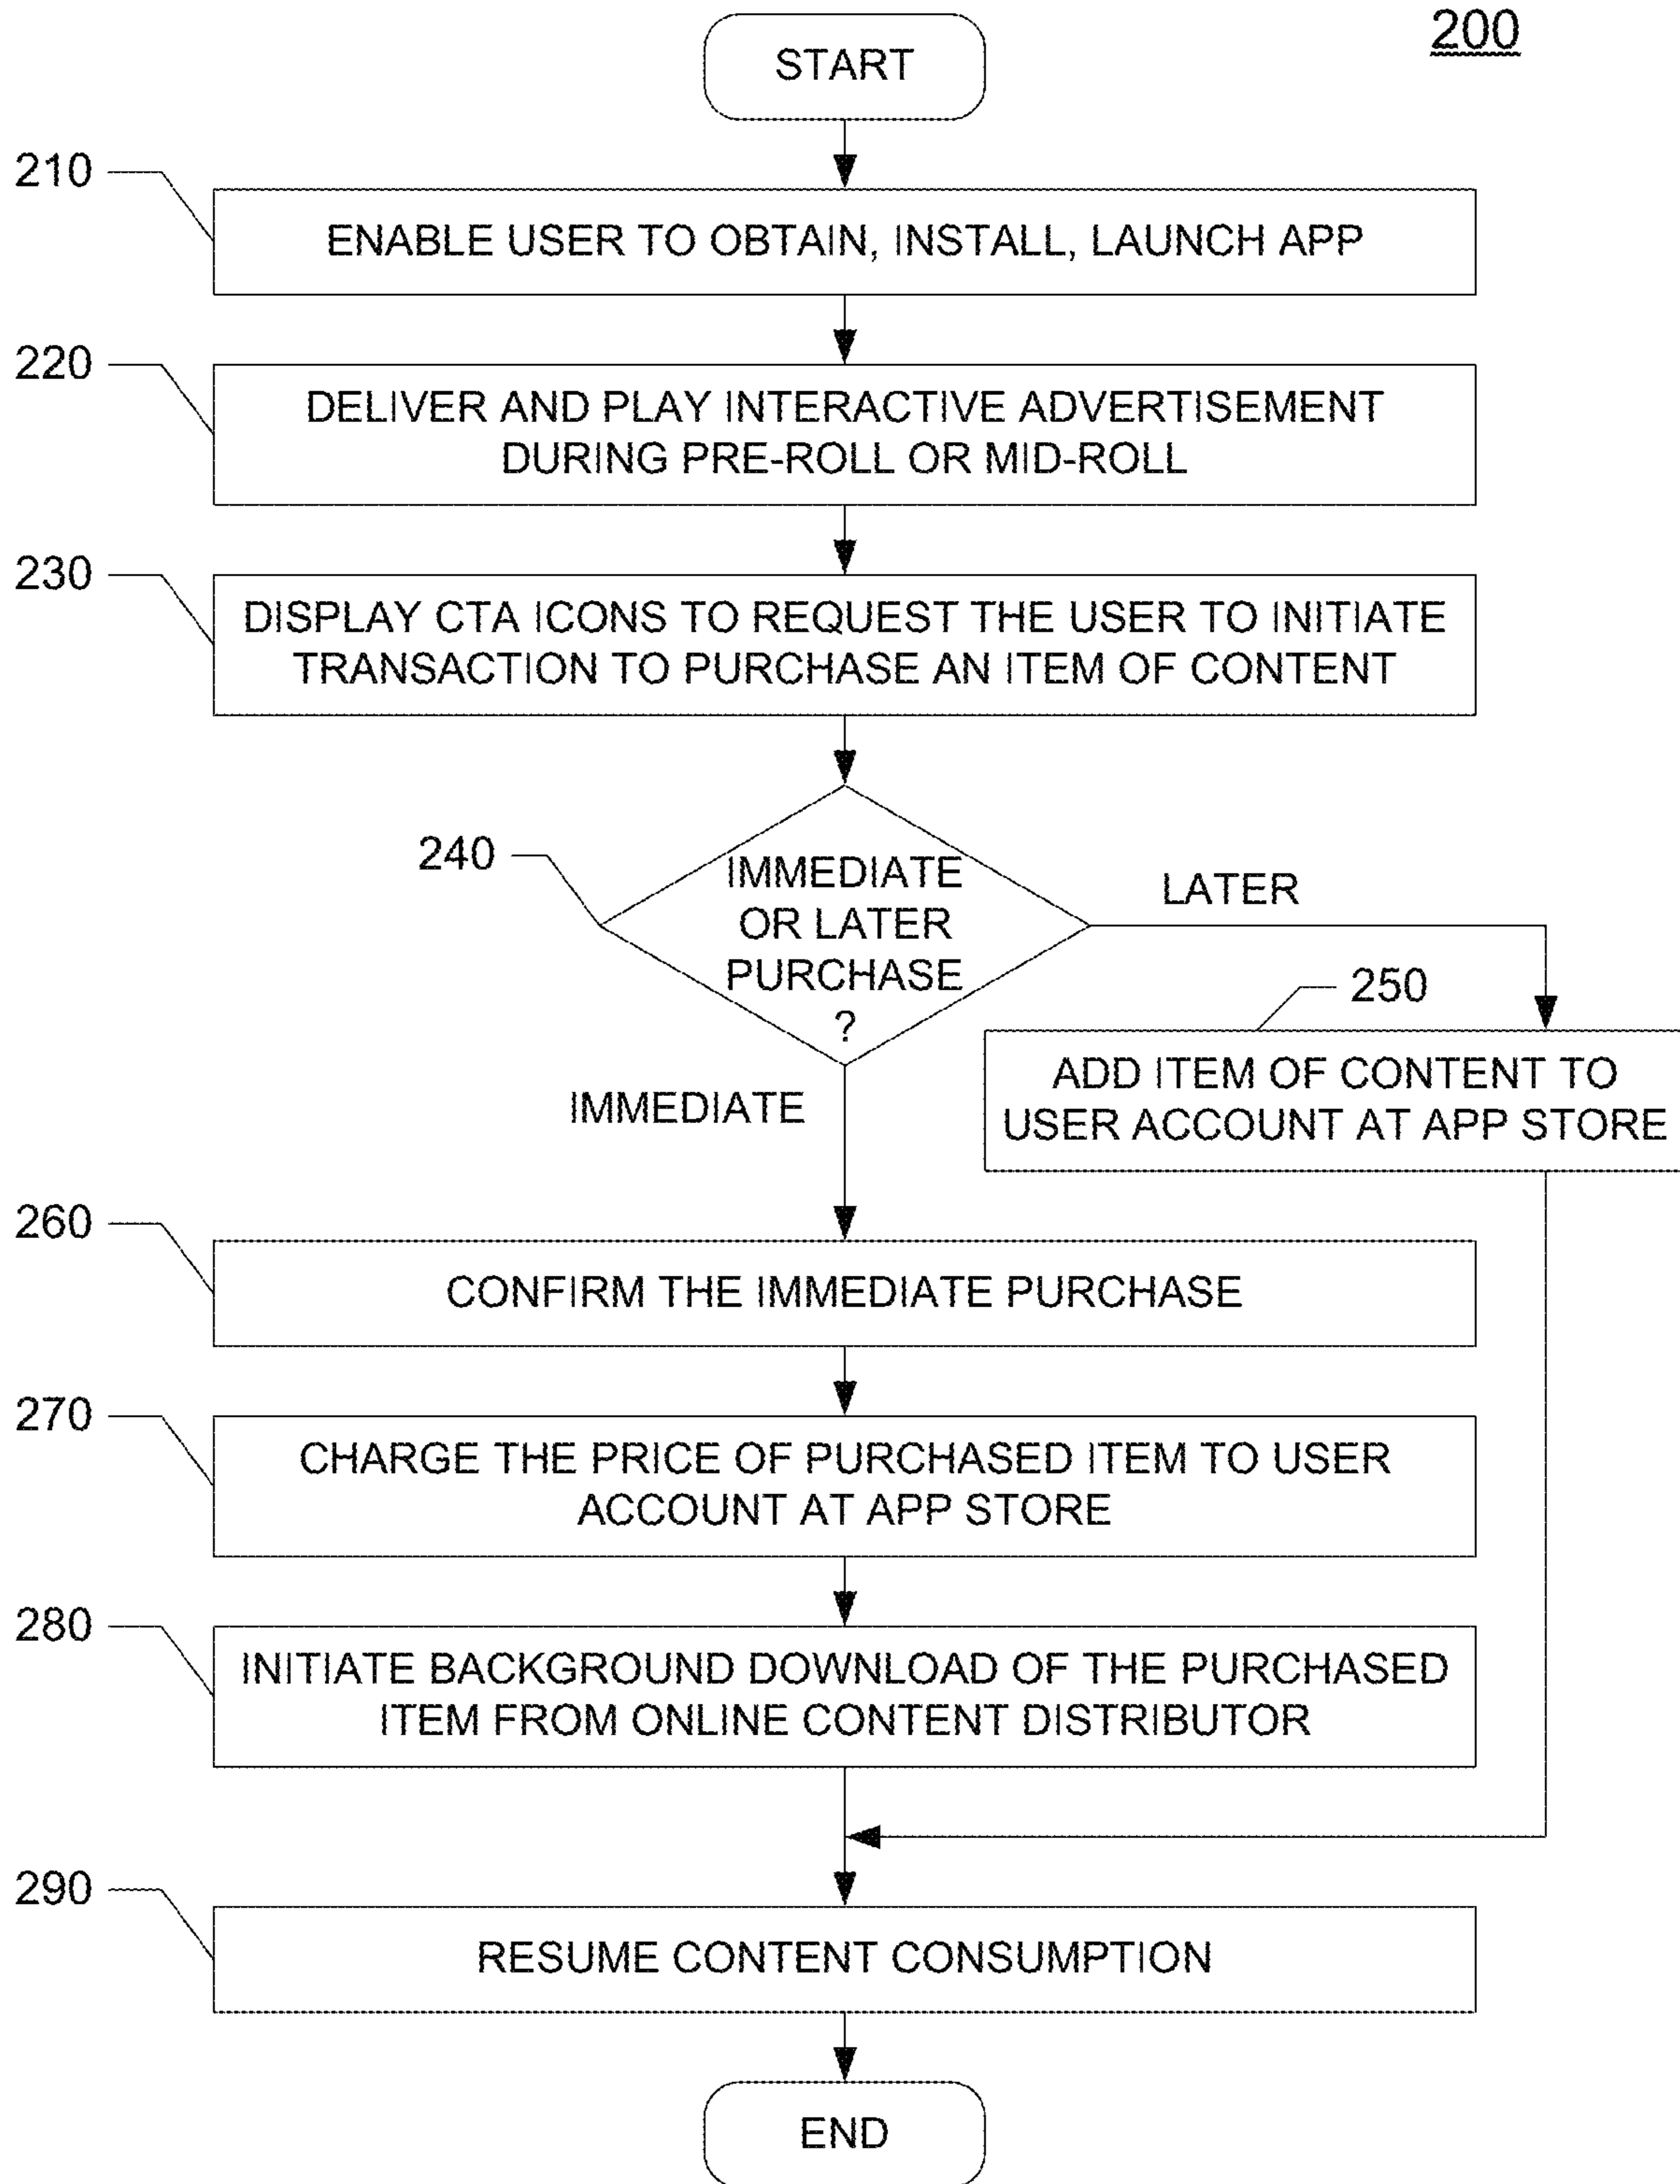 200
START
210
ENABLE USER TO OBTAIN, INSTALL, LAUNCH APP
220
DELIVER AND PLAY INTERACTIVE ADVERTISEMENT
DURING PRE-ROLL OR MID-ROLL
230
DISPLAY CTA ICONS TO REQUEST THE USER TO INITIATE
TRANSACTION TO PURCHASE AN ITEM OF CONTENT
240
IMMEDIATE
OR LATER
PURCHASE
?
LATER
250
ADD ITEM OF CONTENT TO
USER ACCOUNT AT APP STORE
IMMEDIATE
260
CONFIRM THE IMMEDIATE PURCHASE
270
CHARGE THE PRICE OF PURCHASED ITEM TO USER
ACCOUNT AT APP STORE
280
INITIATE BACKGROUND DOWNLOAD OF THE PURCHASED
ITEM FROM ONLINE CONTENT DISTRIBUTOR
290
RESUME CONTENT CONSUMPTION
END